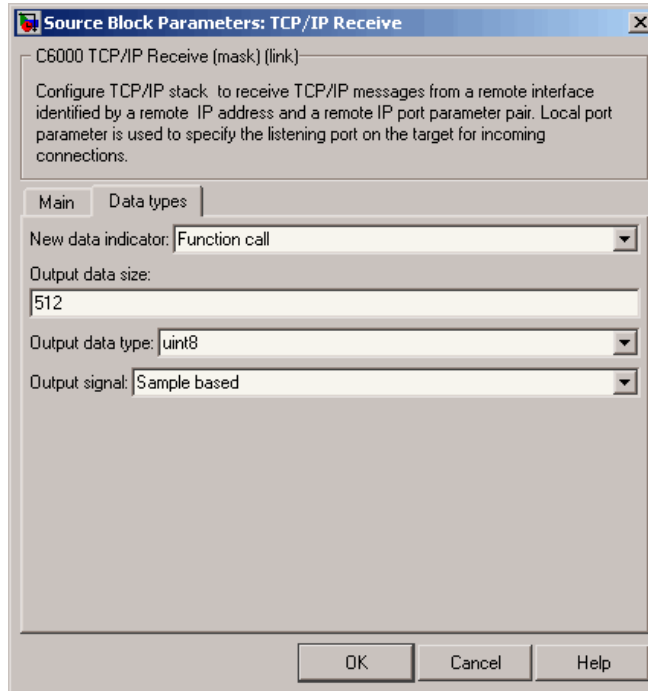 Source Block Parameters: TCP/IP Receive
C6000 TCP/IP Receive (mask) (link)
Configure TCP/IP stack to receive TCP/IP messages from a remote interface
identified by a remote IP address and a remote IP port parameter pair. Local port
parameter is used to specify the listening port on the target for incoming
connections.
Main Data types
New data indicator: Function call
Output data size:
512
Output data type: uint8
Output signal: Sample based
OK Cancel Help